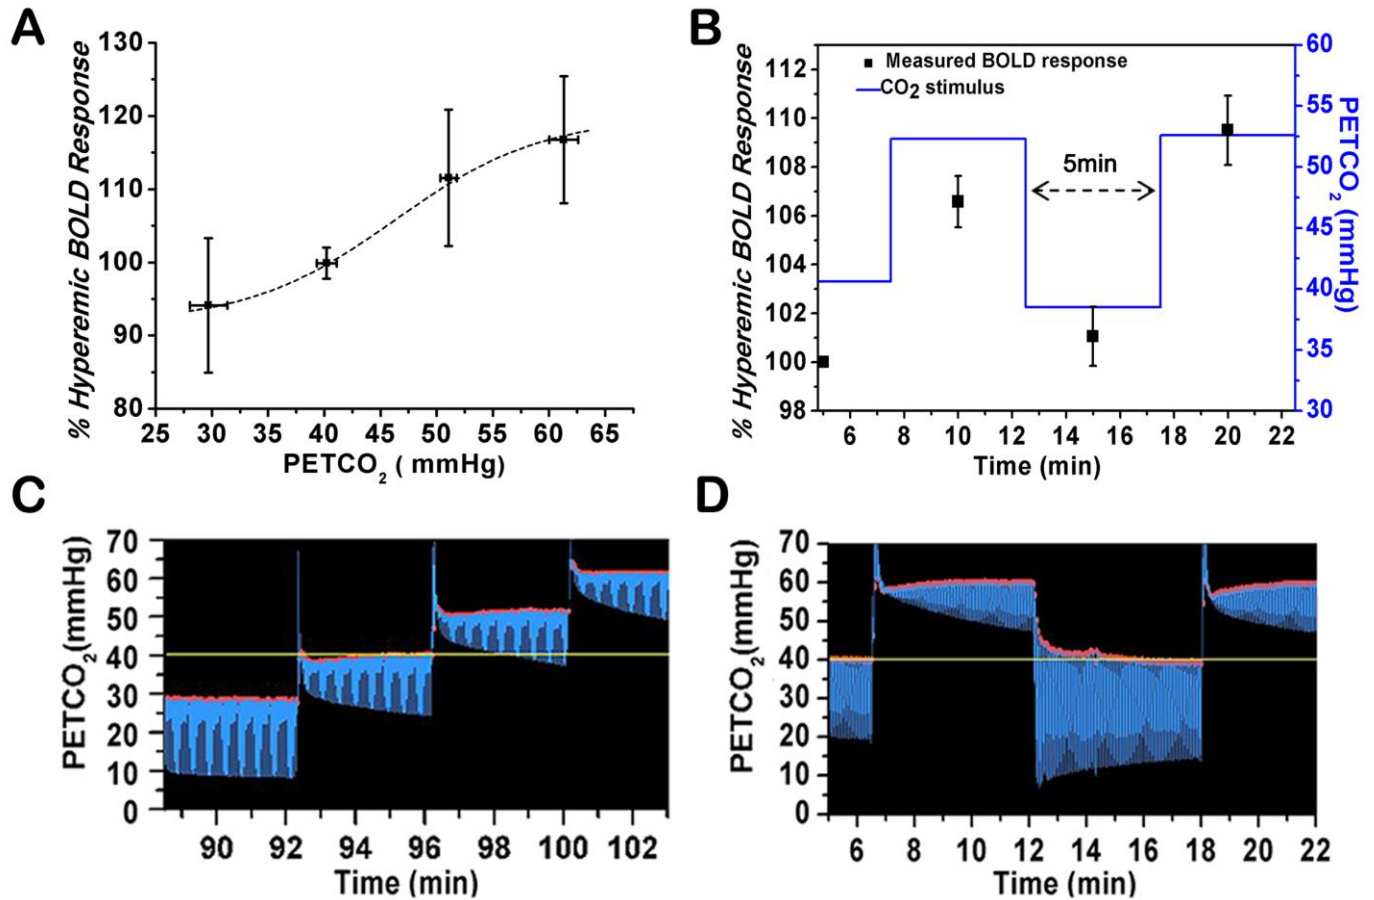 A
% Hyperemic BOLD Response
130
120
110
100
90
80
25 30 35 40 45 50 55 60 65
PETCO2 ( mmHg)
B
% Hyperemic BOLD Response
112
110
108
106
104
102
100
98
Measured BOLD response
CO2 stimulus
5min
60
55
50
45
40
35
30
PETCO2 (mmHg)
6 8 10 12 14 16 18 20 22
Time (min)
C
PETCO2(mmHg)
70
60
50
40
30
20
10
0
90 92 94 96 98 100 102
Time (min)
D
PETCO2(mmHg)
70
60
50
40
30
20
10
0
6 8 10 12 14 16 18 20 22
Time (min)